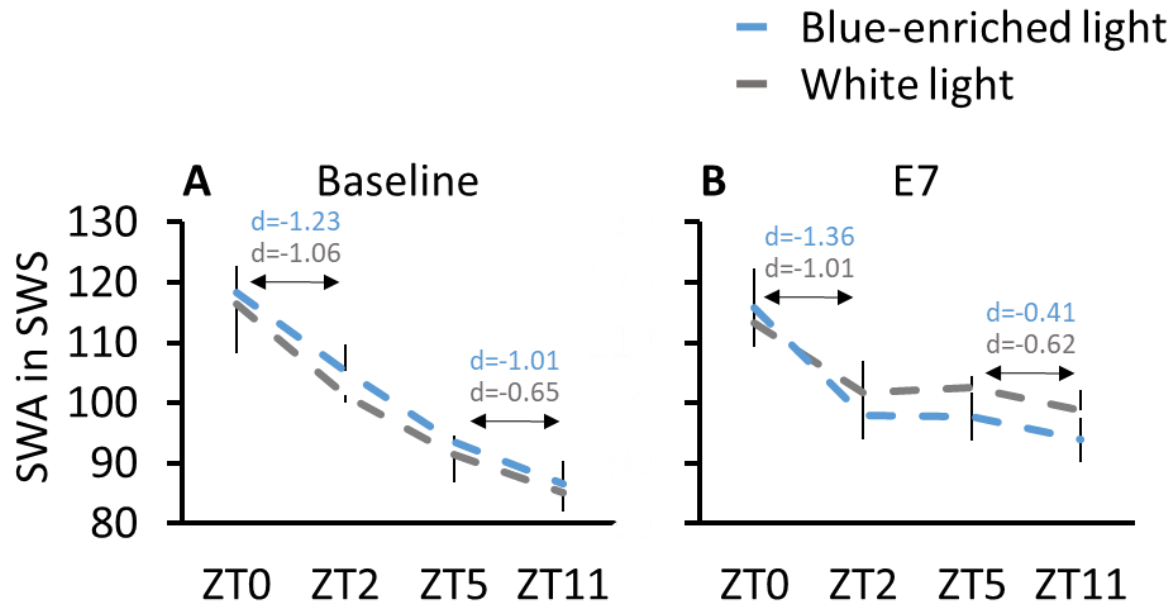 Blue-enriched light
White light
A Baseline
B E7
SWA in SWS
130
120
110
100
90
80
d=-1.23
d=-1.06
d=-1.01
d=-0.65
d=-1.36
d=-1.01
d=-0.41
d=-0.62
ZT0 ZT2 ZT5 ZT11
ZT0 ZT2 ZT5 ZT11